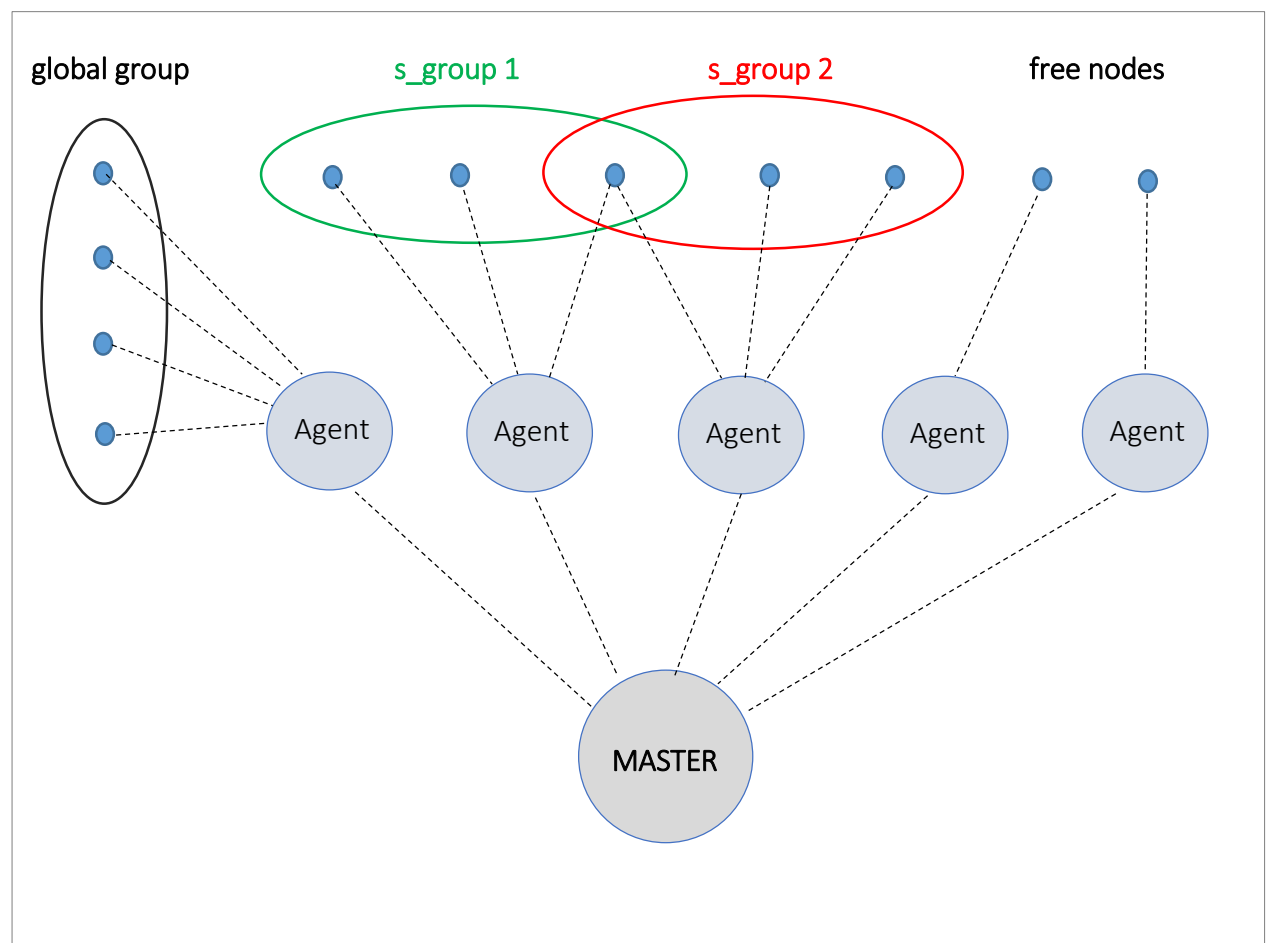 global group
s_group 1
s_group 2
free nodes
Agent
Agent
Agent
Agent
Agent
MASTER